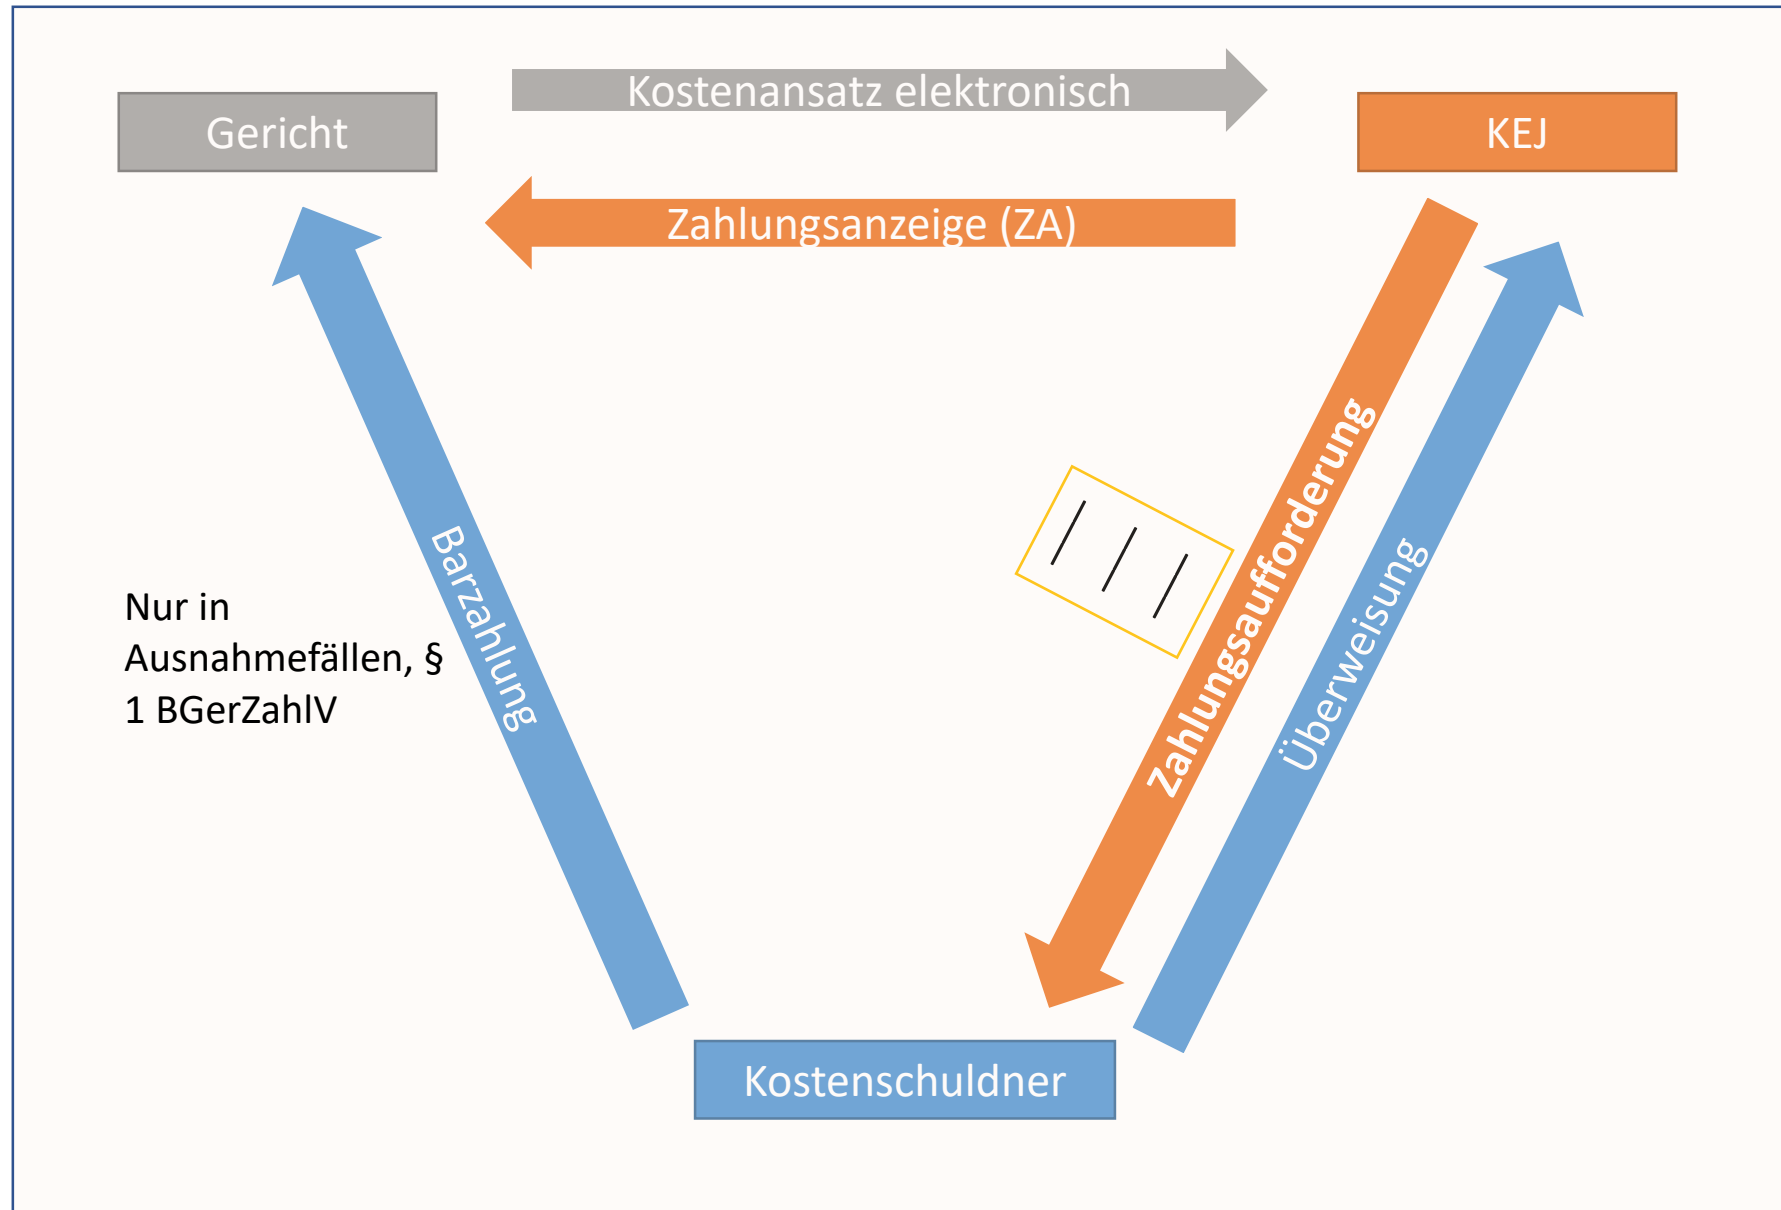 Kostenansatz elektronisch
Gericht
KEJ
Zahlungsanzeige (ZA)
Zahlungsaufforderung
Überweisung
Barzahlung
Nur in
Ausnahmefällen, §
1 BGerZahlV
Kostenschuldner